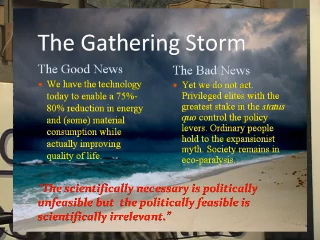 The Gathering Storm
The Good News
We have the technology
today to enable a 75%-
80% reduction in energy
and (some) material
consumption while
actually improving
quality of life
The Bad News
Yet we do not act.
Privileged elites with the
greatest stake in the status
quo control the policy
levers. Ordinary people
hold to the expansionist
myth. Society remains in
eco-paralysis.
"The scientifically necessary is politically
unfeasible but the politically feasible is
scientifically irrelevant."